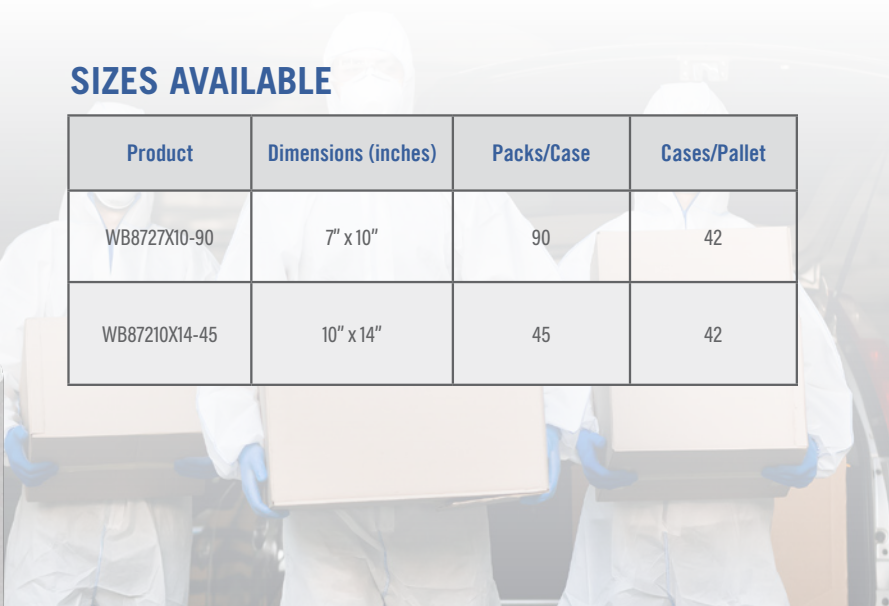 SIZES AVAILABLE
Product Dimensions (inches) Packs/Case Cases/Pallet
WB8727X10-90 7” x 10” 90 42
WB87210X14-45 10” x 14” 45 42